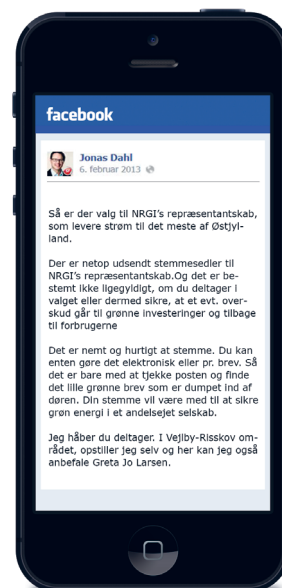 facebook
Jonas Dahl
6. februar 2013
Så er der valg til NRGI's repræsentantskab,
som levere strøm til det meste af Østjyl-
land.
Der er netop udsendt stemmesedler til
NRGI's repræsentantskab.Og det er be-
stemt ikke ligegyldigt, om du deltager i
valget eller dermed sikre, at et evt. over-
skud går til grønne investeringer og tilbage
til forbrugerne
Det er nemt og hurtigt at stemme. Du kan
enten gøre det elektronisk eller pr. brev. Så
det er bare med at tjekke posten og finde
det lille grønne brev som er dumpet ind af
døren. Din stemme vil være med til at sikre
grøn energi i et andelsejet selskab.
Jeg håber du deltager. I Vejlby-Risskov om-
rådet, opstiller jeg selv og her kan jeg også
anbefale Greta Jo Larsen.